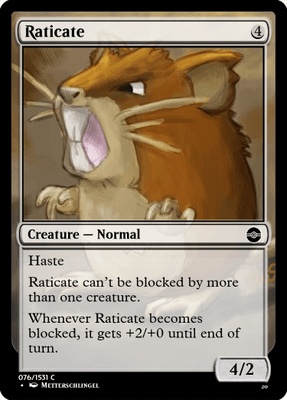 Raticate 4
Creature — Normal
Haste
Raticate can't be blocked by more
than one creature.
Whenever Raticate becomes
blocked, it gets +2/+0 until end of
turn.
4/2
076/1531 C
• Metterschlingel